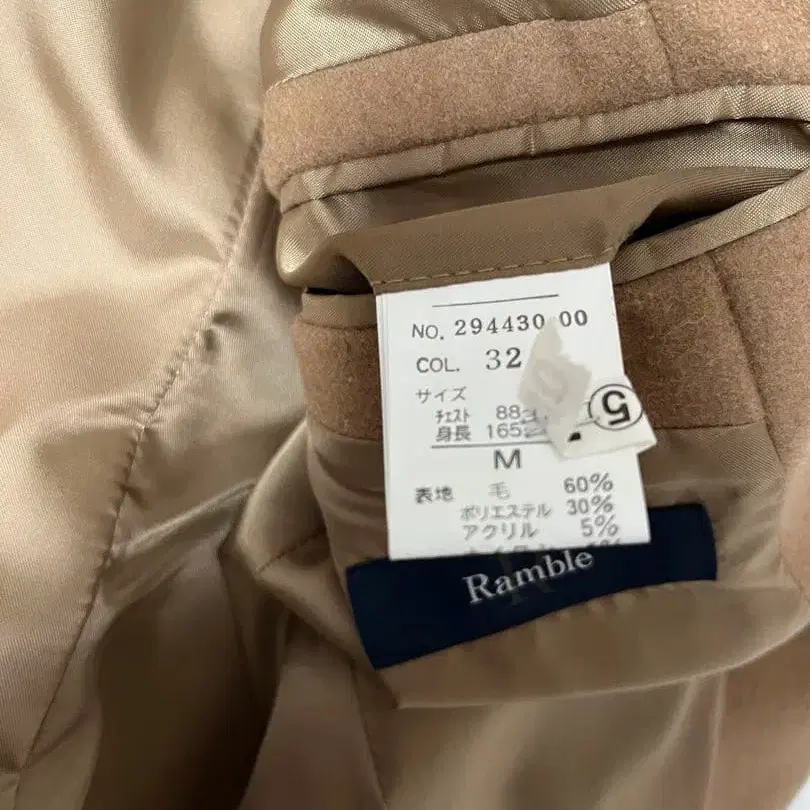 NO. 294430-00
COL. 32
サイズ
チェスト 88
身長 165
M
表地 毛 60%
ポリエステル 30%
アクリル 5%
%
5
Ramble